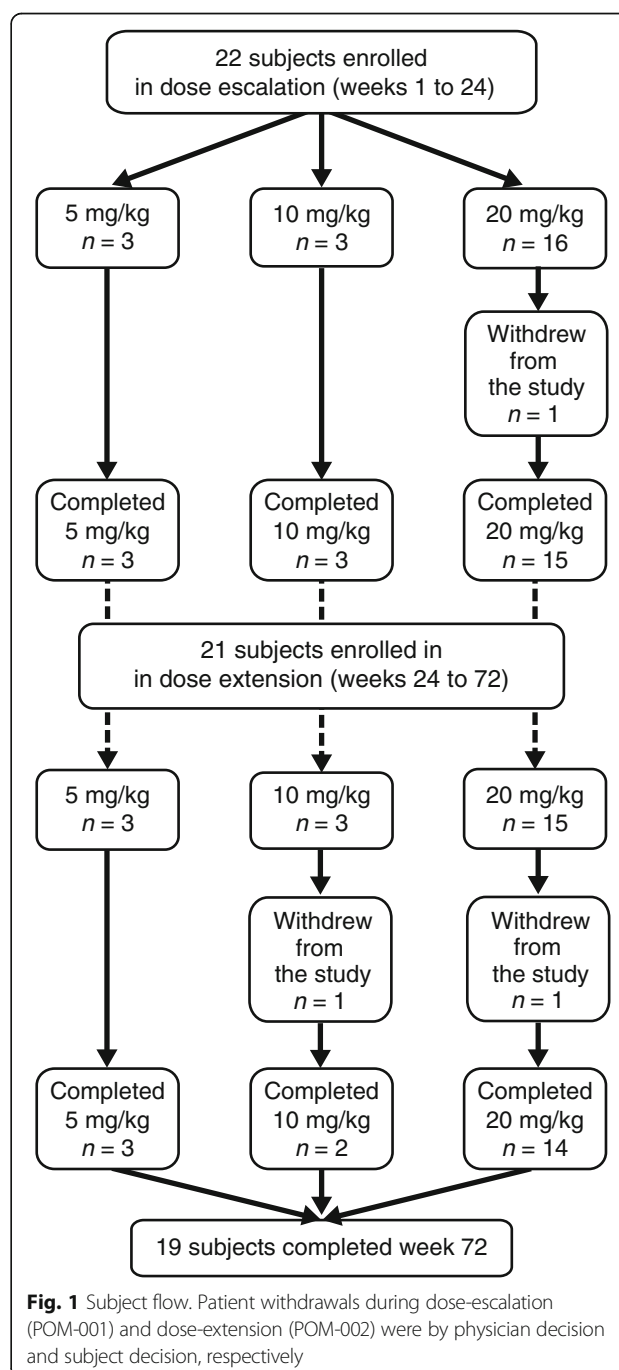 22 subjects enrolled
in dose escalation (weeks 1 to 24)
5 mg/kg
n = 3
10 mg/kg
n = 3
20 mg/kg
n = 16
Withdrew
from
the study
n = 1
Completed
5 mg/kg
n = 3
Completed
10 mg/kg
n = 3
Completed
20 mg/kg
n = 15
21 subjects enrolled in
in dose extension (weeks 24 to 72)
5 mg/kg
n = 3
10 mg/kg
n = 3
20 mg/kg
n = 15
Withdrew
from
the study
n = 1
Withdrew
from
the study
n = 1
Completed
5 mg/kg
n = 3
Completed
10 mg/kg
n = 2
Completed
20 mg/kg
n = 14
19 subjects completed week 72
Fig. 1 Subject flow. Patient withdrawals during dose-escalation
(POM-001) and dose-extension (POM-002) were by physician decision
and subject decision, respectively